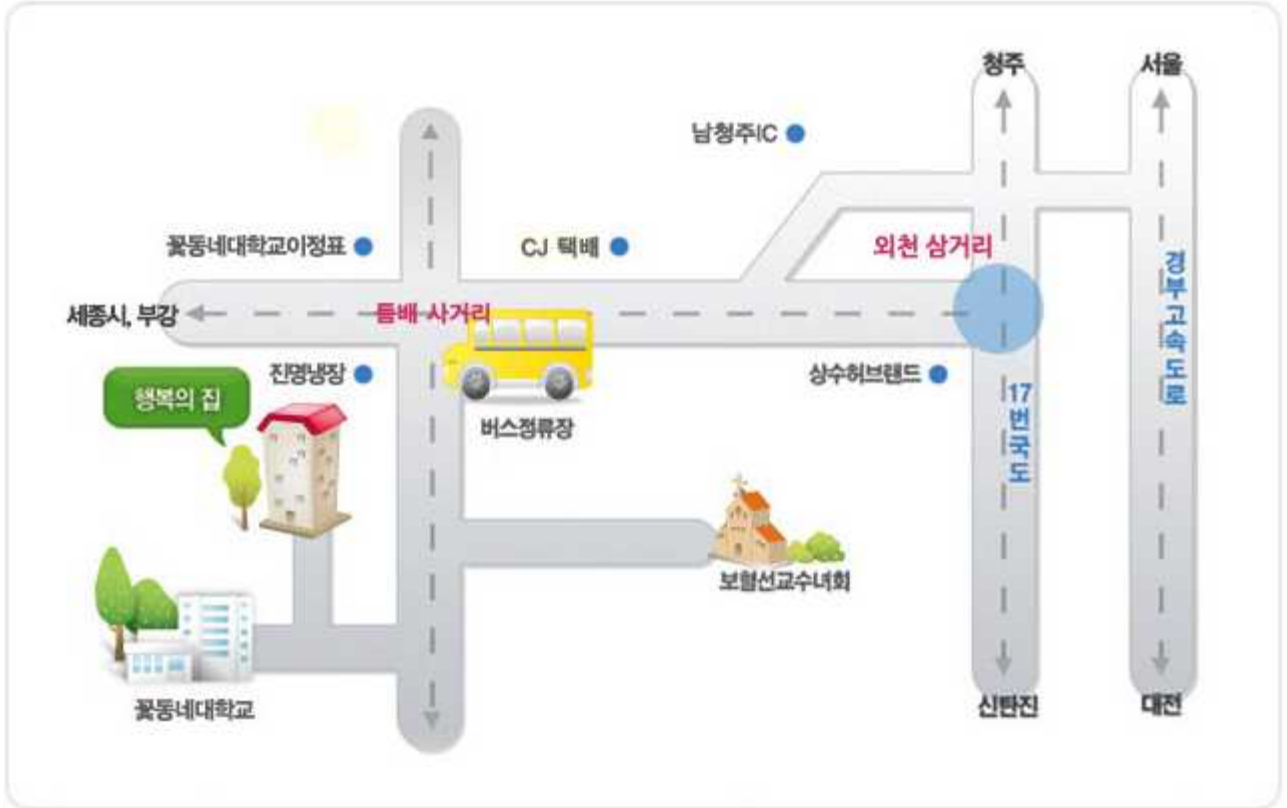 청주
서울
남청주IC
꽃동네대학교이정표
CJ 택배
외천 삼거리
경부고속도로
세종시, 부강
틈배 사거리
진명냉장
상수허브랜드
행복의 집
17번국도
버스정류장
보혈선교수녀회
꽃동네대학교
신탄진
대전